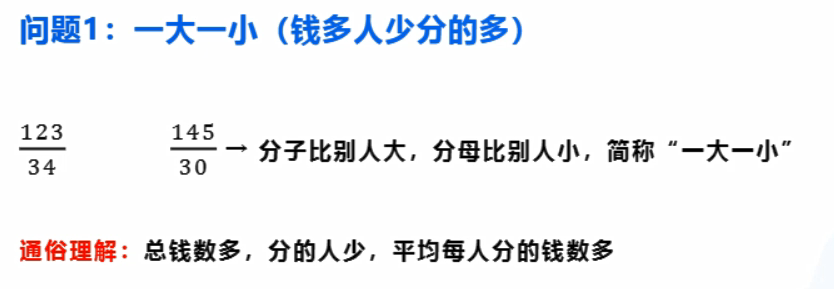 问题1：一大一小（钱多人少分的多）
123/34 145/30 → 分子比别人大，分母比别人小，简称“一大一小”
通俗理解：总钱数多，分的人少，平均每人分的钱数多